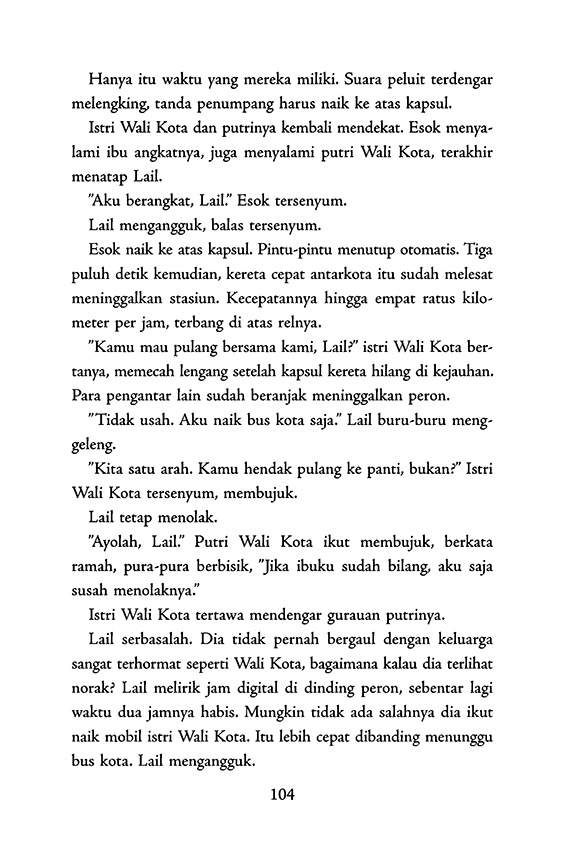 Hanya itu waktu yang mereka miliki. Suara peluit terdengar
melengking, tanda penumpang harus naik ke atas kapsul.
Istri Wali Kota dan putrinya kembali mendekat. Esok menya-
lami ibu angkatnya, juga menyalami putri Wali Kota, terakhir
menatap Lail.
”Aku berangkat, Lail.” Esok tersenyum.
Lail mengangguk, balas tersenyum.
Esok naik ke atas kapsul. Pintu-pintu menutup otomatis. Tiga
puluh detik kemudian, kereta cepat antarkota itu sudah melesat
meninggalkan stasiun. Kecepatannya hingga empat ratus kilo-
meter per jam, terbang di atas relnya.
”Kamu mau pulang bersama kami, Lail?” istri Wali Kota ber-
tanya, memecah lengang setelah kapsul kereta hilang di kejauhan.
Para pengantar lain sudah beranjak meninggalkan peron.
”Tidak usah. Aku naik bus kota saja.” Lail buru-buru meng-
geleng.
”Kita satu arah. Kamu hendak pulang ke panti, bukan?” Istri
Wali Kota tersenyum, membujuk.
Lail tetap menolak.
”Ayolah, Lail.” Putri Wali Kota ikut membujuk, berkata
ramah, pura-pura berbisik, ”Jika ibuku sudah bilang, aku saja
susah menolaknya.”
Istri Wali Kota tertawa mendengar gurauan putrinya.
Lail serbasalah. Dia tidak pernah bergaul dengan keluarga
sangat terhormat seperti Wali Kota, bagaimana kalau dia terlihat
norak? Lail melirik jam digital di dinding peron, sebentar lagi
waktu dua jamnya habis. Mungkin tidak ada salahnya dia ikut
naik mobil istri Wali Kota. Itu lebih cepat dibanding menunggu
bus kota. Lail mengangguk.
104